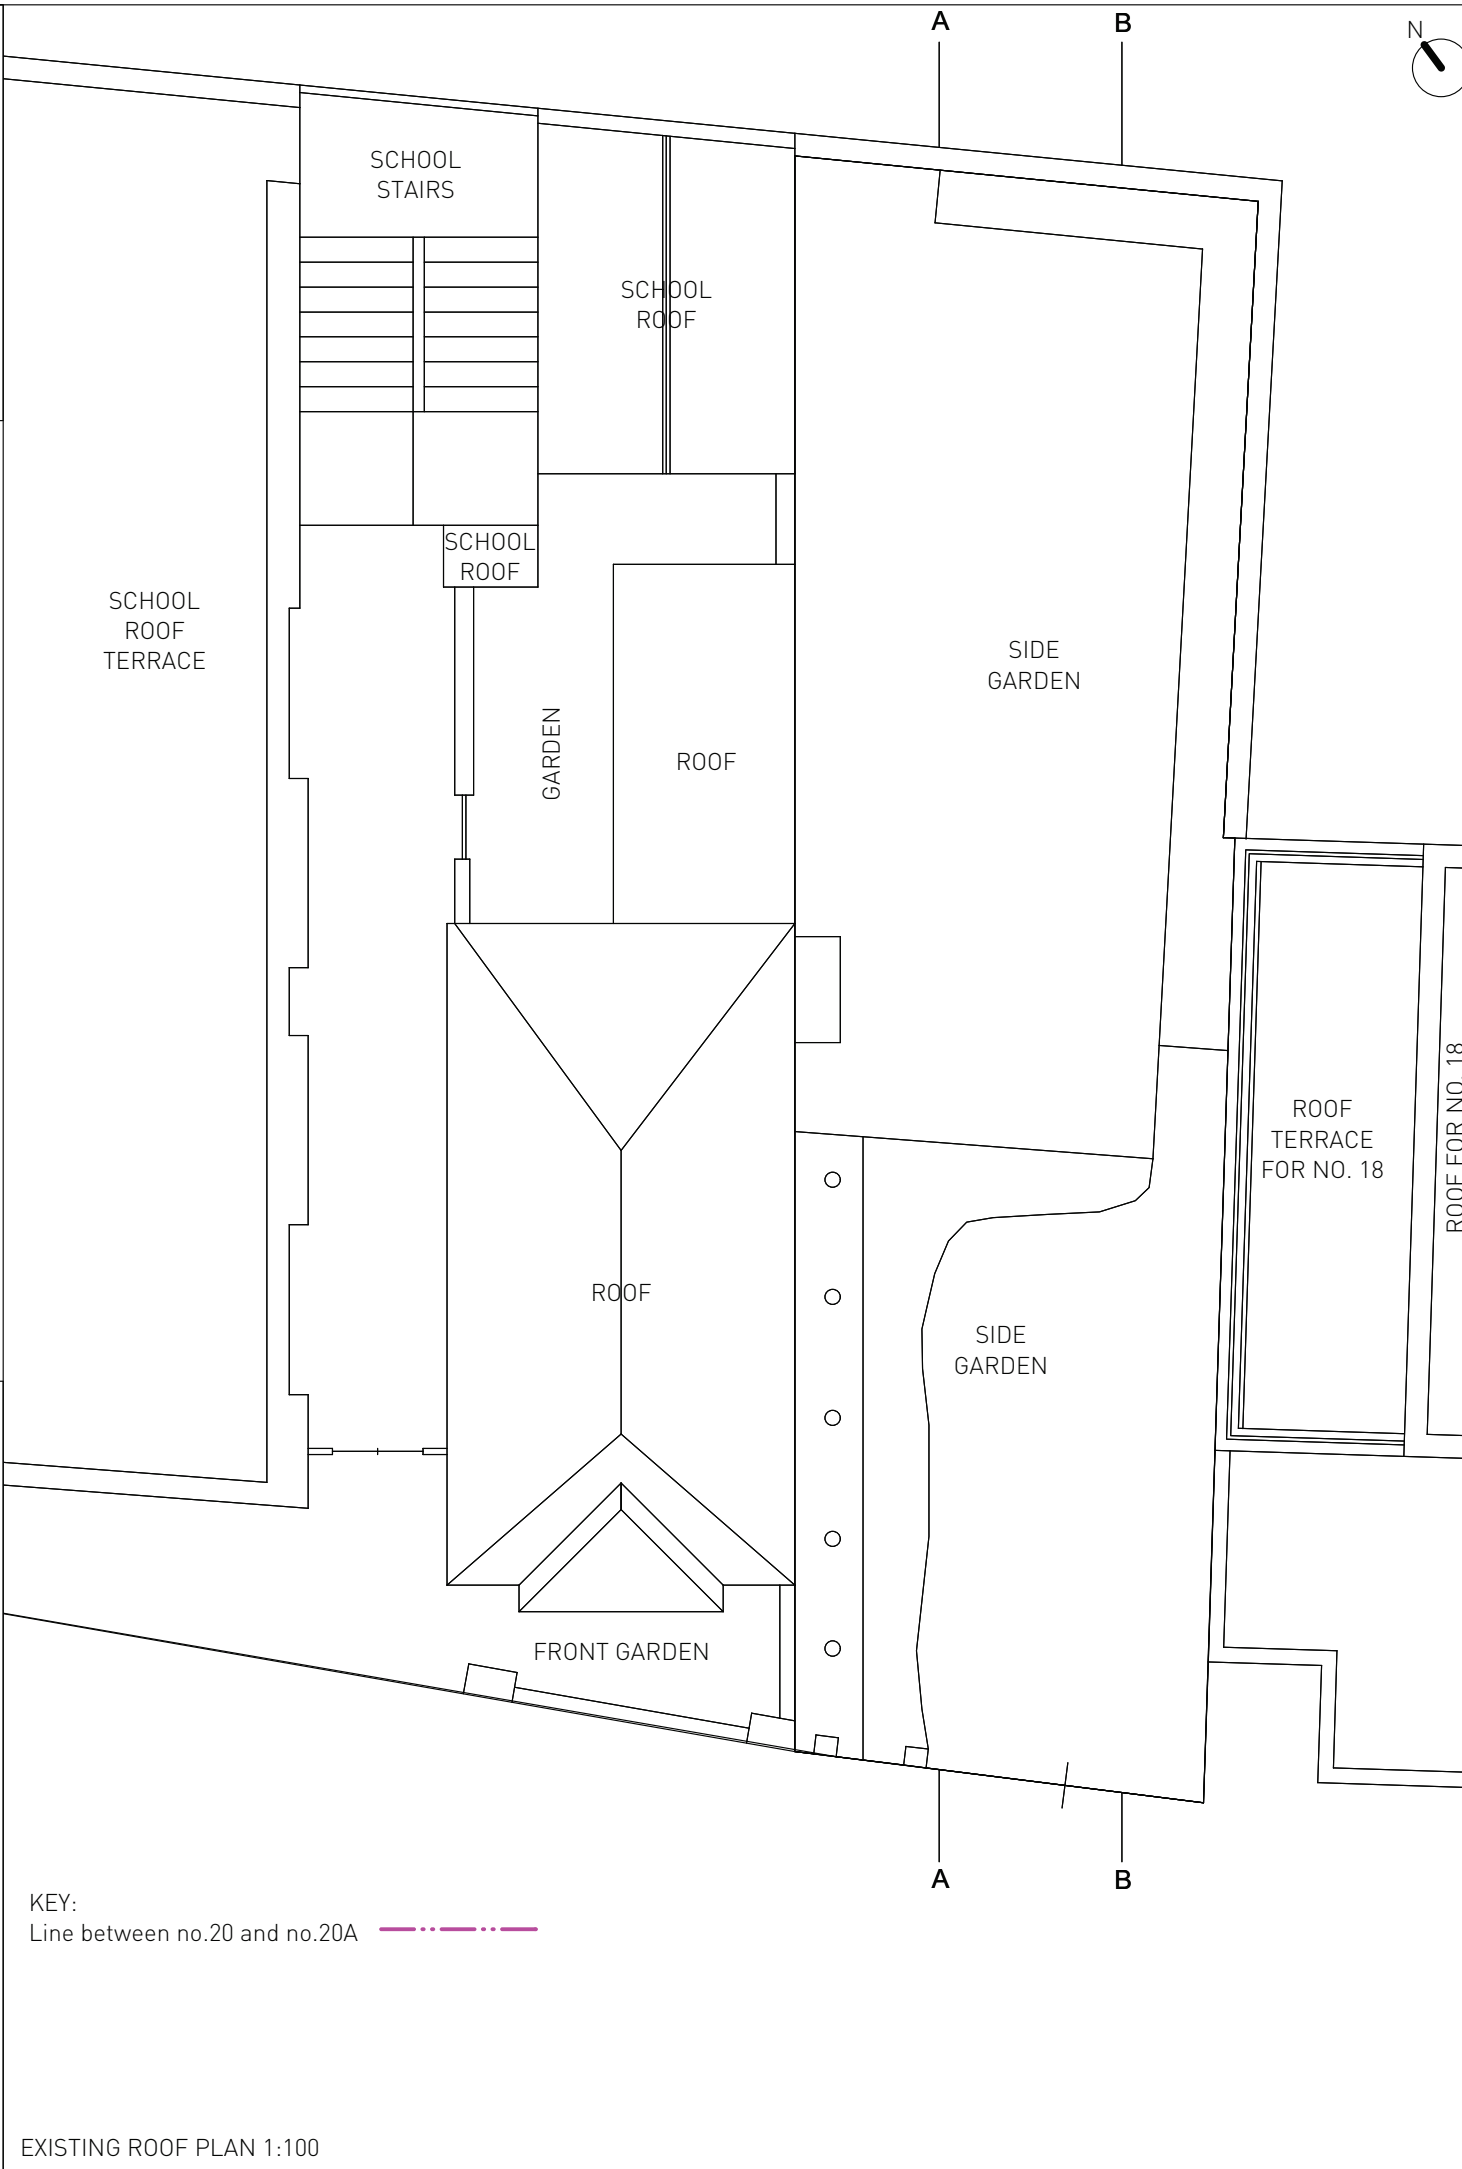 A
B
N
SCHOOL
STAIRS
SCHOOL
ROOF
SCHOOL
ROOF
SCHOOL
ROOF
TERRACE
SIDE
GARDEN
GARDEN
ROOF
ROOF
TERRACE
FOR NO. 18
ROOF FOR NO. 18
ROOF
SIDE
GARDEN
FRONT GARDEN
A
B
KEY:
Line between no.20 and no.20A
EXISTING ROOF PLAN 1:100